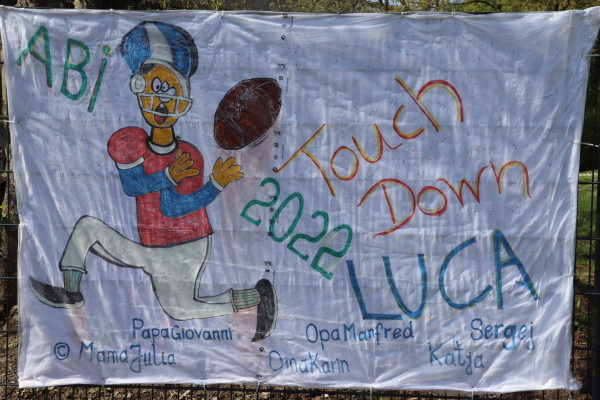 ABi
Touch
Down
2022
LUCA
PapaGiovanni OpaManfred Sergej
© MamaJulia OmaKarin Katja